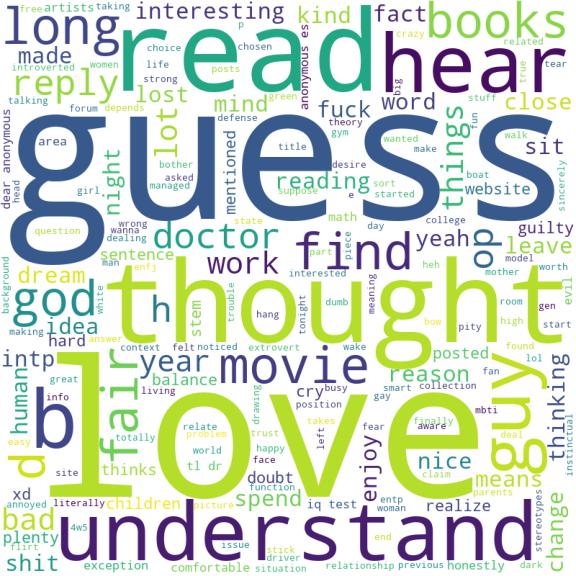 free artists taking
interesting
kind
fact
books
long
read
hear
made
choice
p
chosen
crazy
related
introverted
women
life
strong
posts
big
true
tear
anonymous es
reply
lost
mind
fuck
word
stuff
close
talking
forum
depends
green
defense
theory
gym
wanted
fun
walk
dear anonymous
area
guess
lot
mentioned
title
desire
make
things
boat
sit
sincerely
head
girl
night
bother
asked
managed
reading
suppose
sort
started
website
e
question
wrong
wanna
dealing
state
math
day
college
guilty
doctor
sentence
man
work
find
piece
part
yeah
op
model
leave
worth
mother
background
dream
enfj
interested
heh
evil
god
white
h
stem
trouble
thought
dumb
meaning
room
gen
idea
making
hard
answer
hang
tonight
bow
pity
high
start
found
lol
context
felt
noticed
extrovert
wake
intp
year
movie
posted
reason
fan
guy
thinking
great
living
balance
cry
busy
smart
collection
gay
mbti
human
b
info
fair
love
drawing
position
takes
left
fear
aware
finally
deal
instinctual
easy
totally
relate
problem
world
trust
happy
face
enjoy
nice
claim
means
change
d
site
thinks
tl dr
doubt
function
spend
iq test
entp
woman
realize
parents
stereotypes
xd
annoyed
literally
children
picture
bad
plenty
flirt
4w5
understand
end
shit
exception
issue
comfortable
driver
stick
situation
relationship
previous
honestly
dark